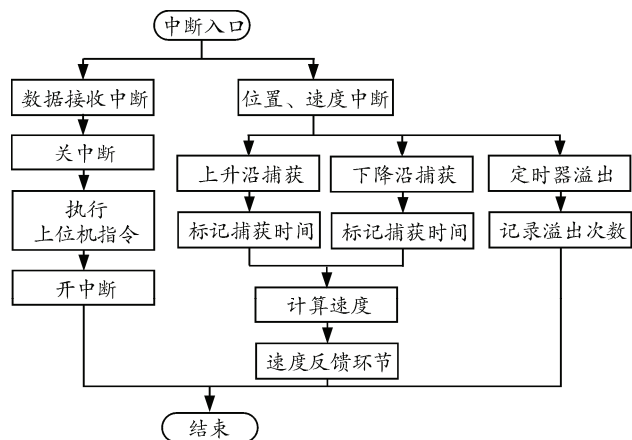 中断入口
数据接收中断
位置、速度中断
关中断
上升沿捕获
下降沿捕获
定时器溢出
执行
上位机指令
标记捕获时间
标记捕获时间
记录溢出次数
开中断
计算速度
速度反馈环节
结束